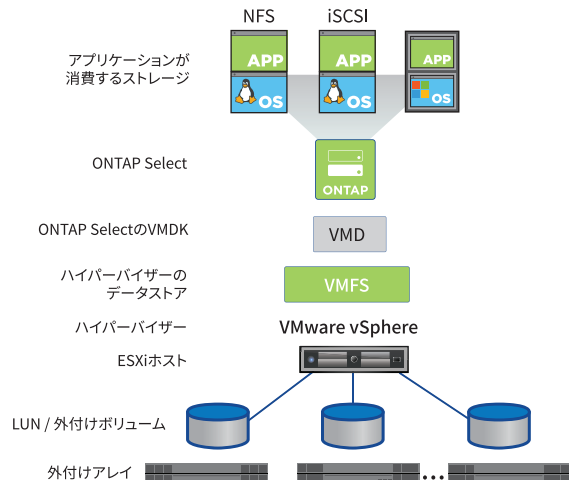 NFS
iSCSI
アプリケーションが
消費するストレージ
APP
OS
APP
OS
APP
OS
ONTAP Select
ONTAP
ONTAP SelectのVMDK
VMD
ハイパーバイザーの
データストア
VMFS
ハイパーバイザー
VMware vSphere
ESXiホスト
LUN / 外付けボリューム
外付けアレイ
...